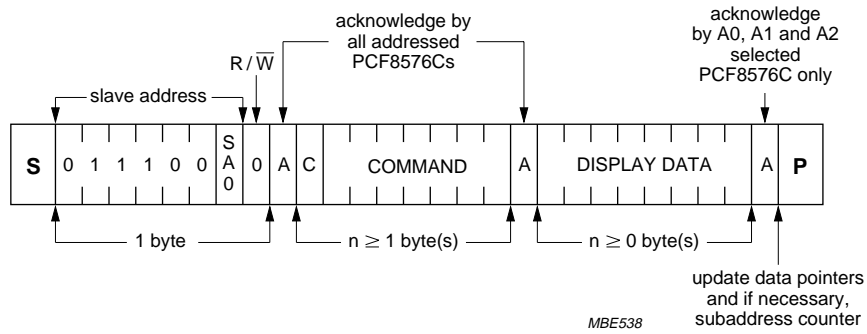 acknowledge by
all addressed
PCF8576Cs
acknowledge
by A0, A1 and A2
selected
PCF8576C only
R / W
slave address
S 0 1 1 1 0 0 S A 0 0 A C COMMAND A DISPLAY DATA A P
1 byte
n ≥ 1 byte(s)
n ≥ 0 byte(s)
update data pointers
and if necessary,
subaddress counter
MBE538